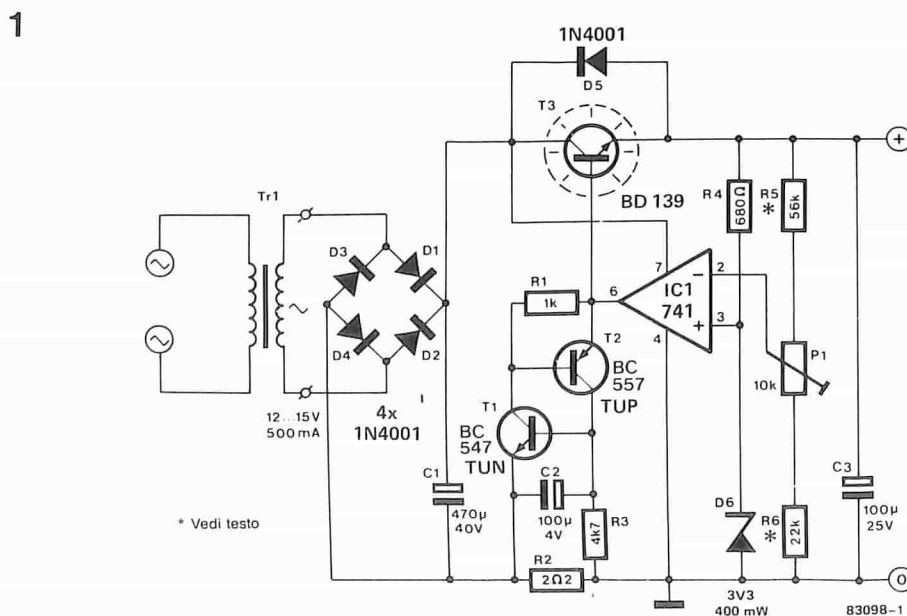 1
1N4001
D5
T3
BD 139
Tr1
D3
D1
D4
D2
12...15V
500 mA
4x
1N4001
R1
1k
6
7
2
IC1
741
3
4
T2
BC
557
TUP
T1
BC
547
TUN
R4
680Ω
R5
*
56k
P1
10k
C1
470µ
40V
C2
100µ
4V
R3
4k7
R2
2Ω2
D6
3V3
400 mW
R6
*
22k
C3
100µ
25V
+
−
+
0
* Vedi testo
83098-1